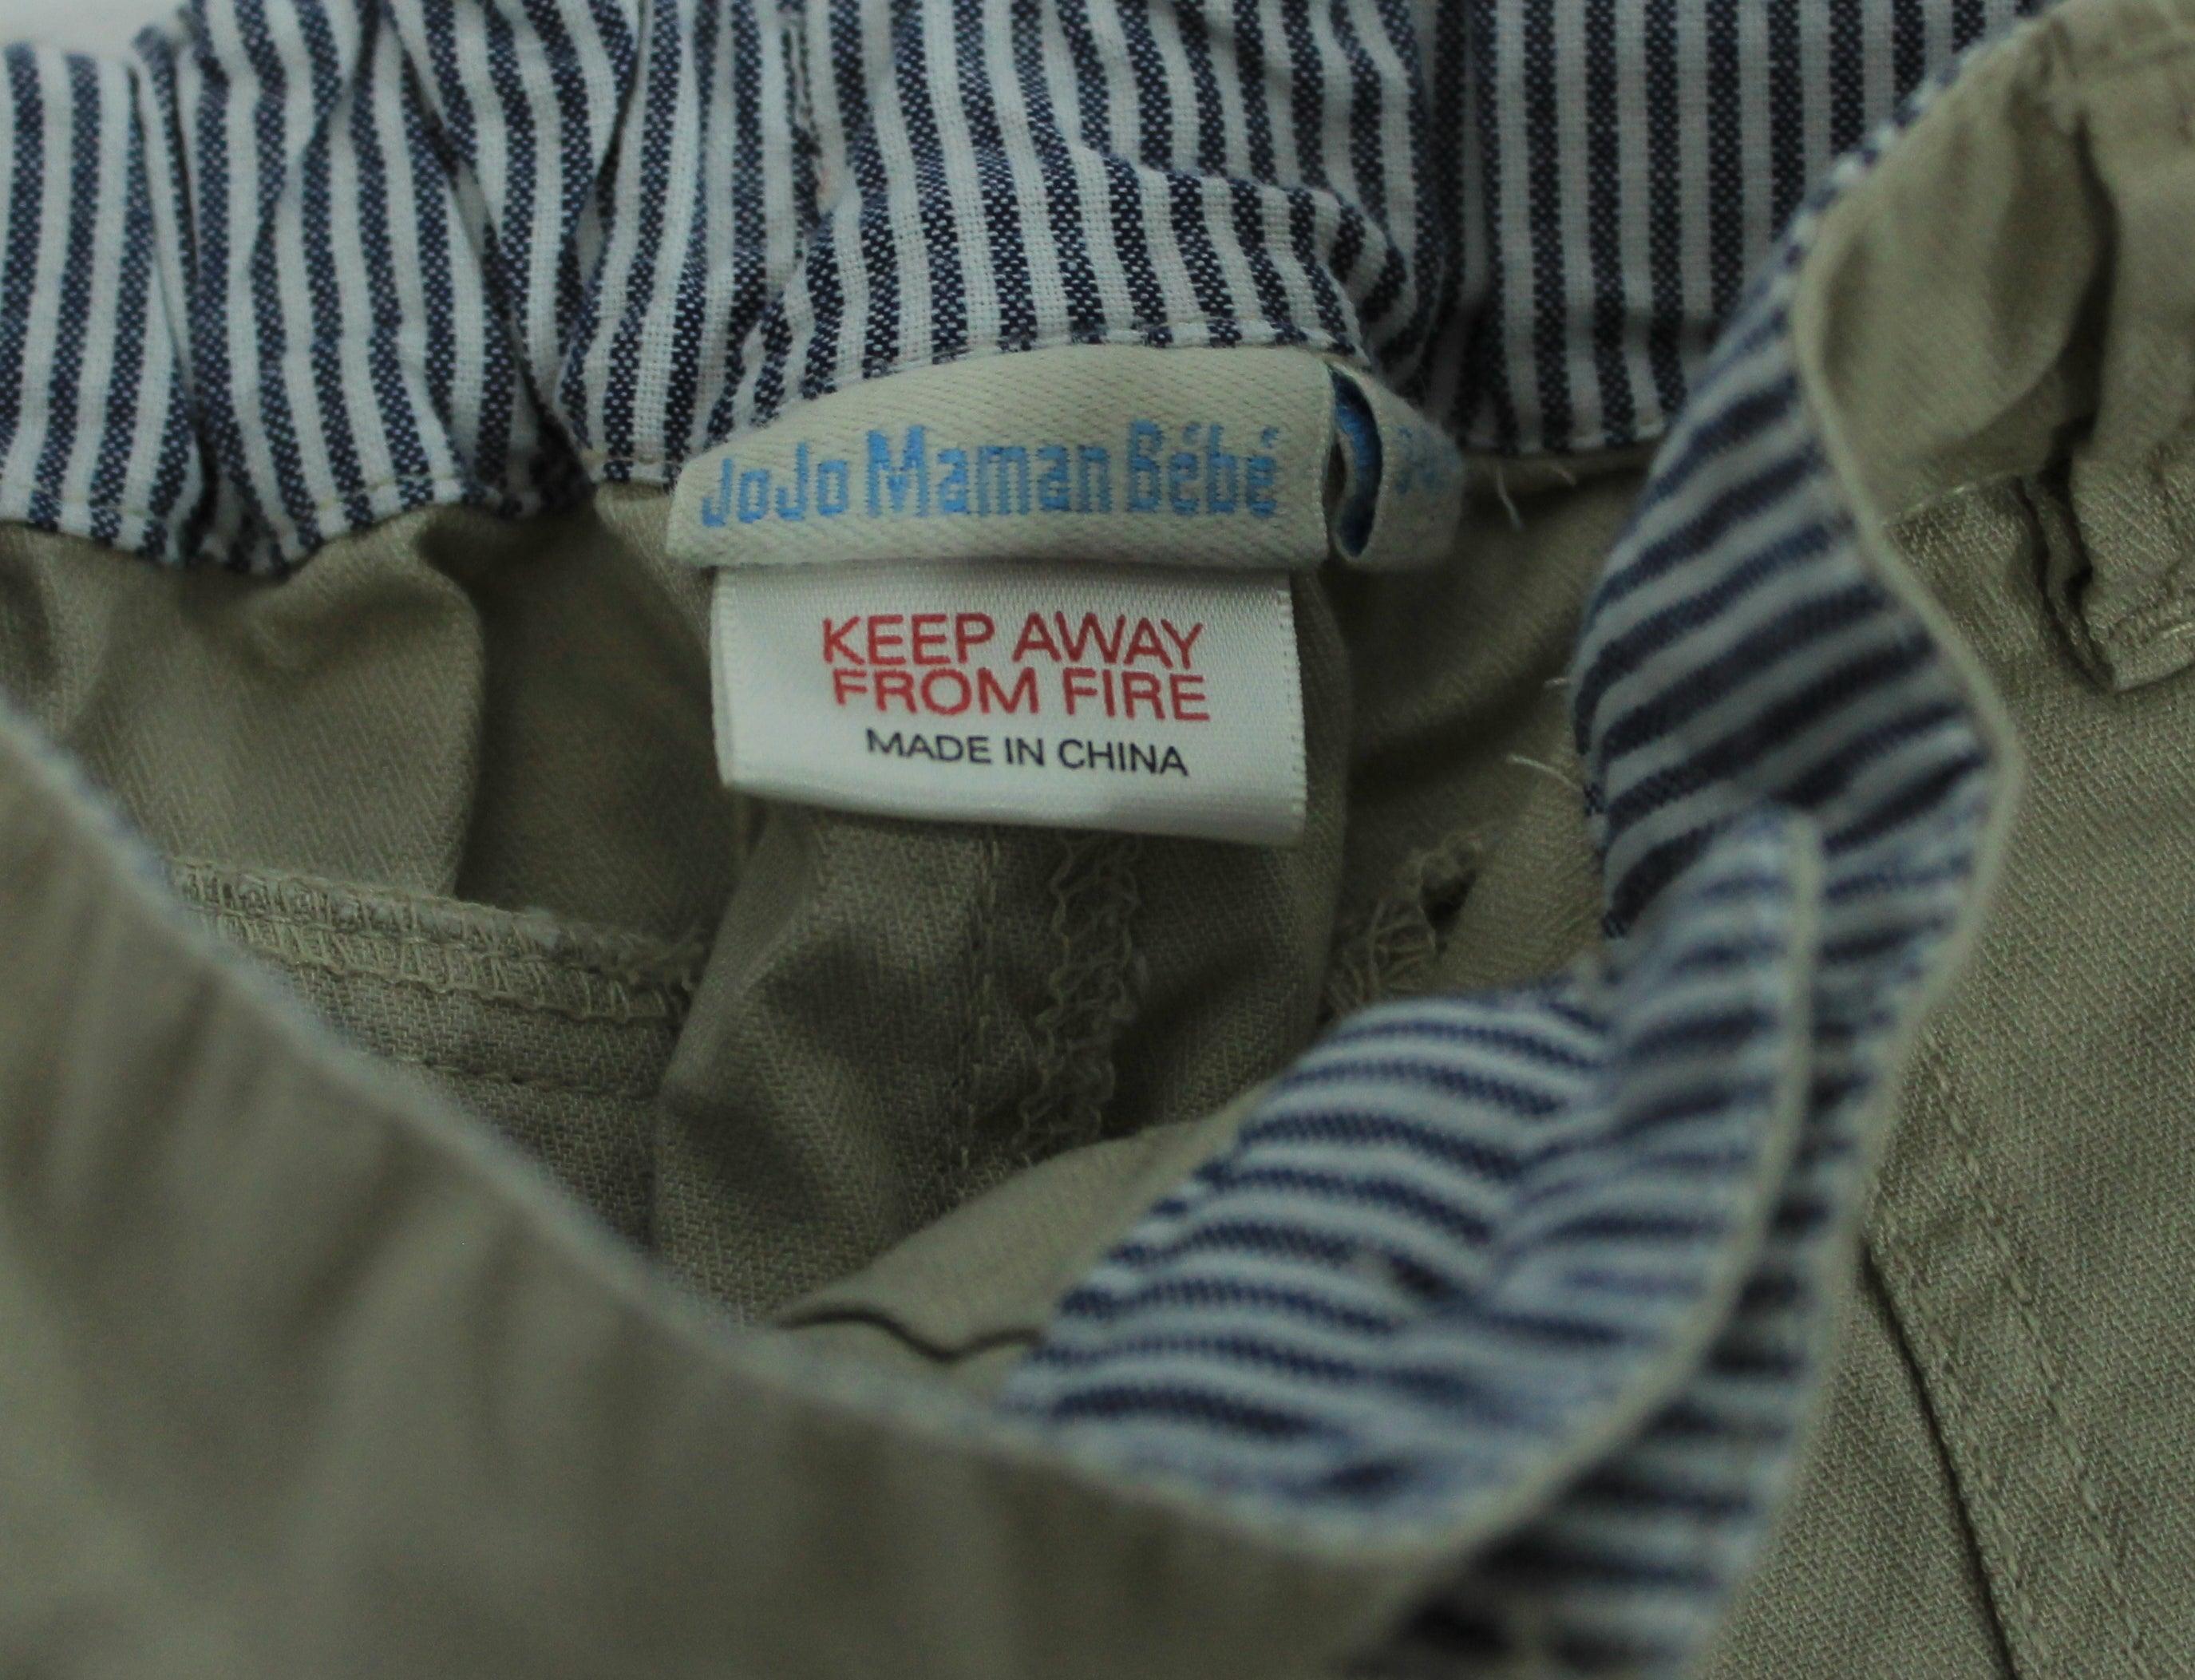 JoJo Maman Bébé
KEEP AWAY
FROM FIRE
MADE IN CHINA